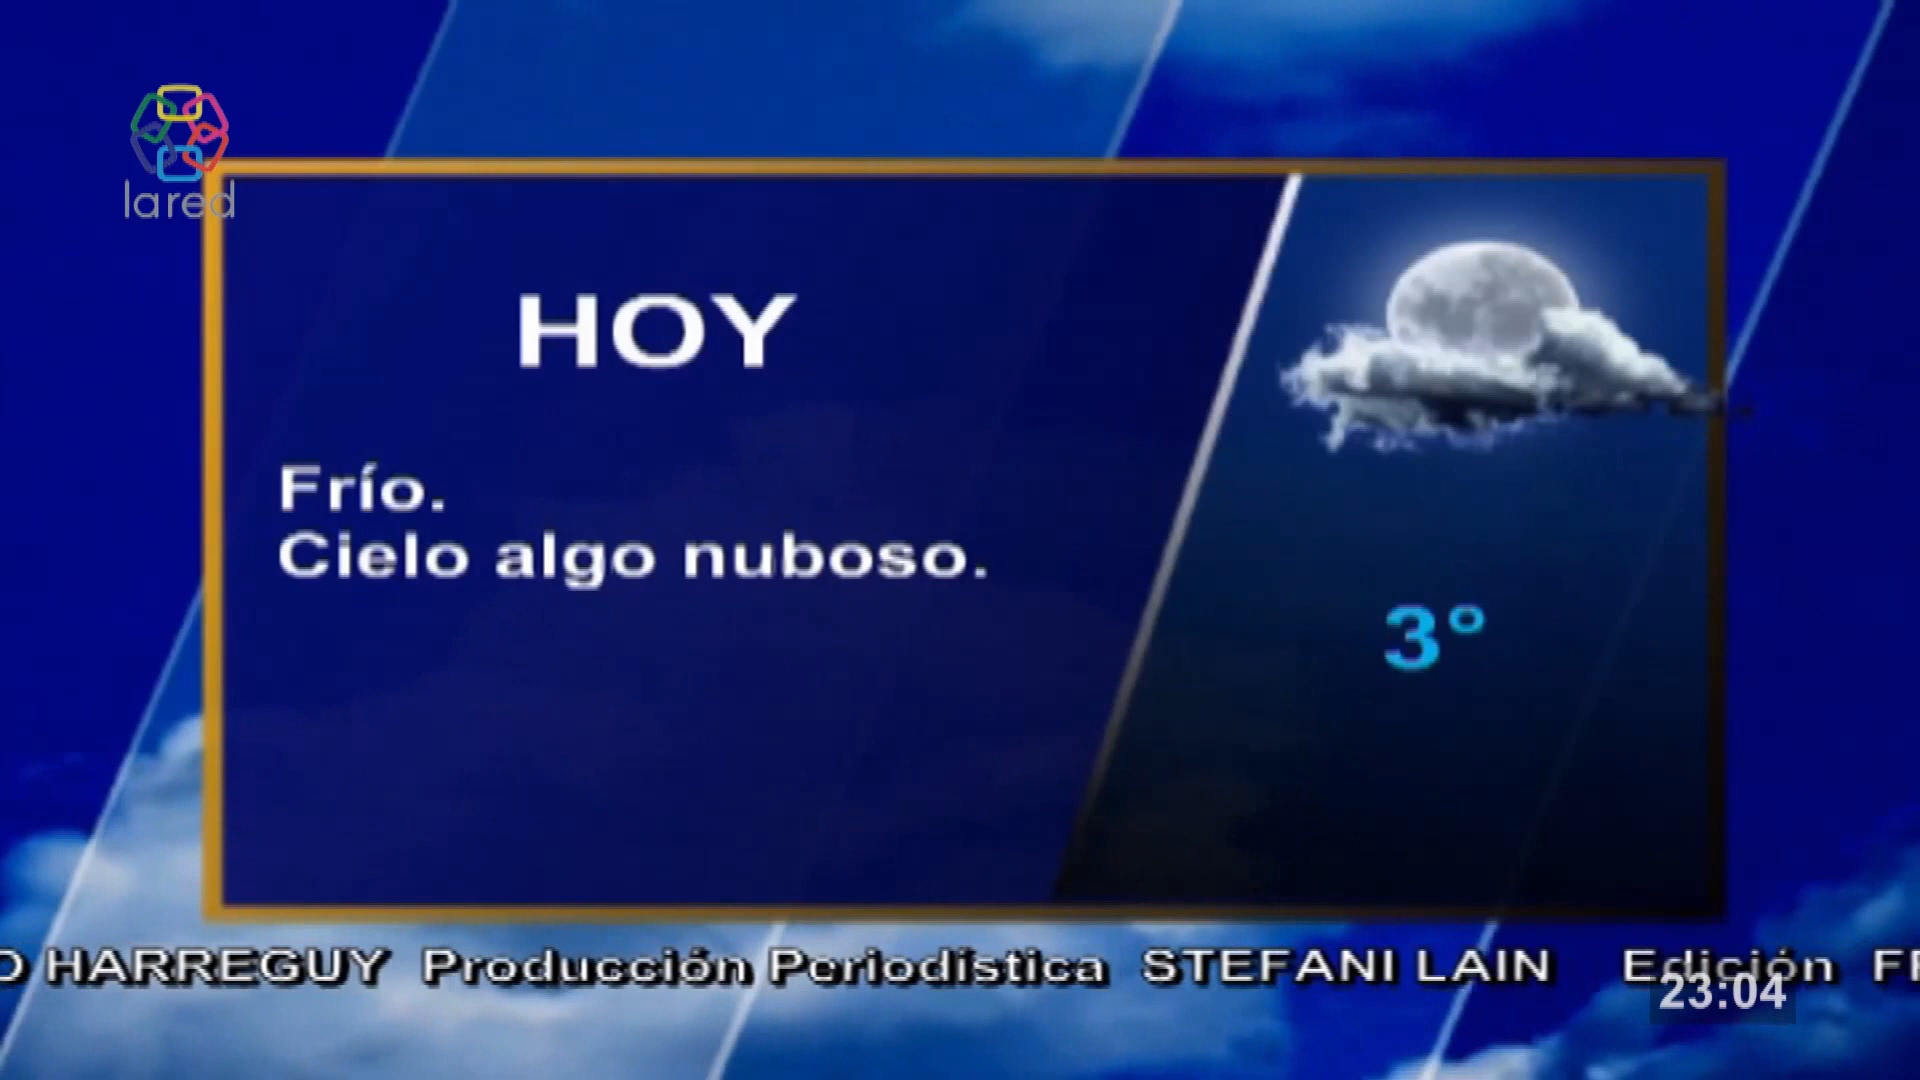 lared
HOY
Frío.
Cielo algo nuboso.
3°
O HARREGUY Producción Periodística STEFANI LAIN Edición
23:04